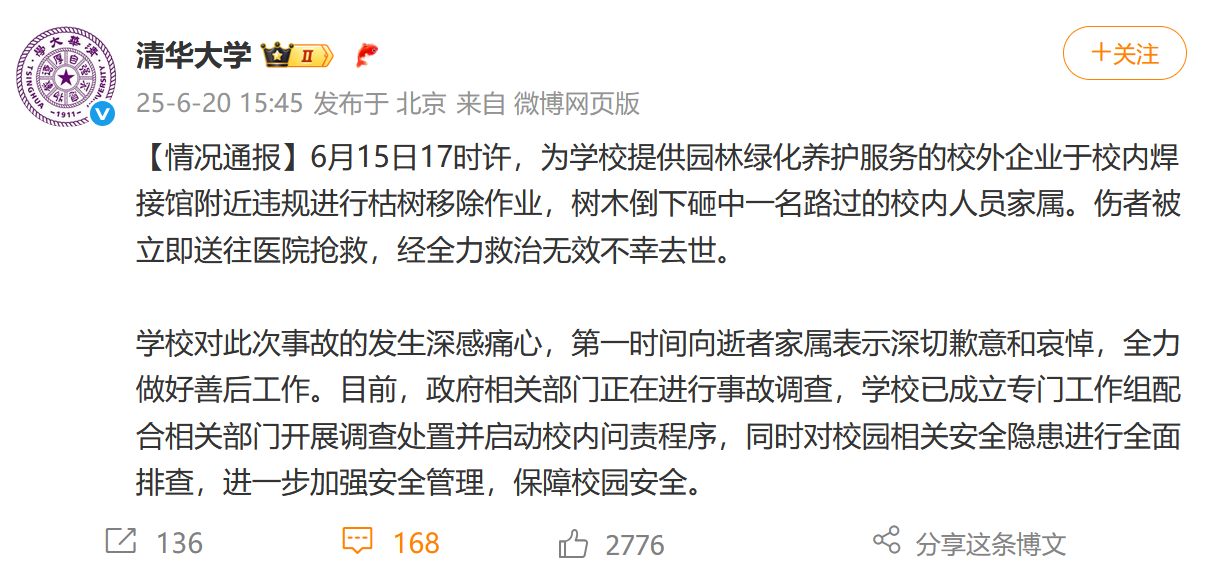 清华大学 II
+关注
25-6-20 15:45 发布于 北京 来自 微博网页版
【情况通报】6月15日17时许，为学校提供园林绿化养护服务的校外企业于校内焊
接馆附近违规进行枯树移除作业，树木倒下砸中一名路过的校内人员家属。伤者被
立即送往医院抢救，经全力救治无效不幸去世。
学校对此次事故的发生深感痛心，第一时间向逝者家属表示深切歉意和哀悼，全力
做好善后工作。目前，政府相关部门正在进行事故调查，学校已成立专门工作组配
合相关部门开展调查处置并启动校内问责程序，同时对校园相关安全隐患进行全面
排查，进一步加强安全管理，保障校园安全。
136 168 2776 分享这条博文